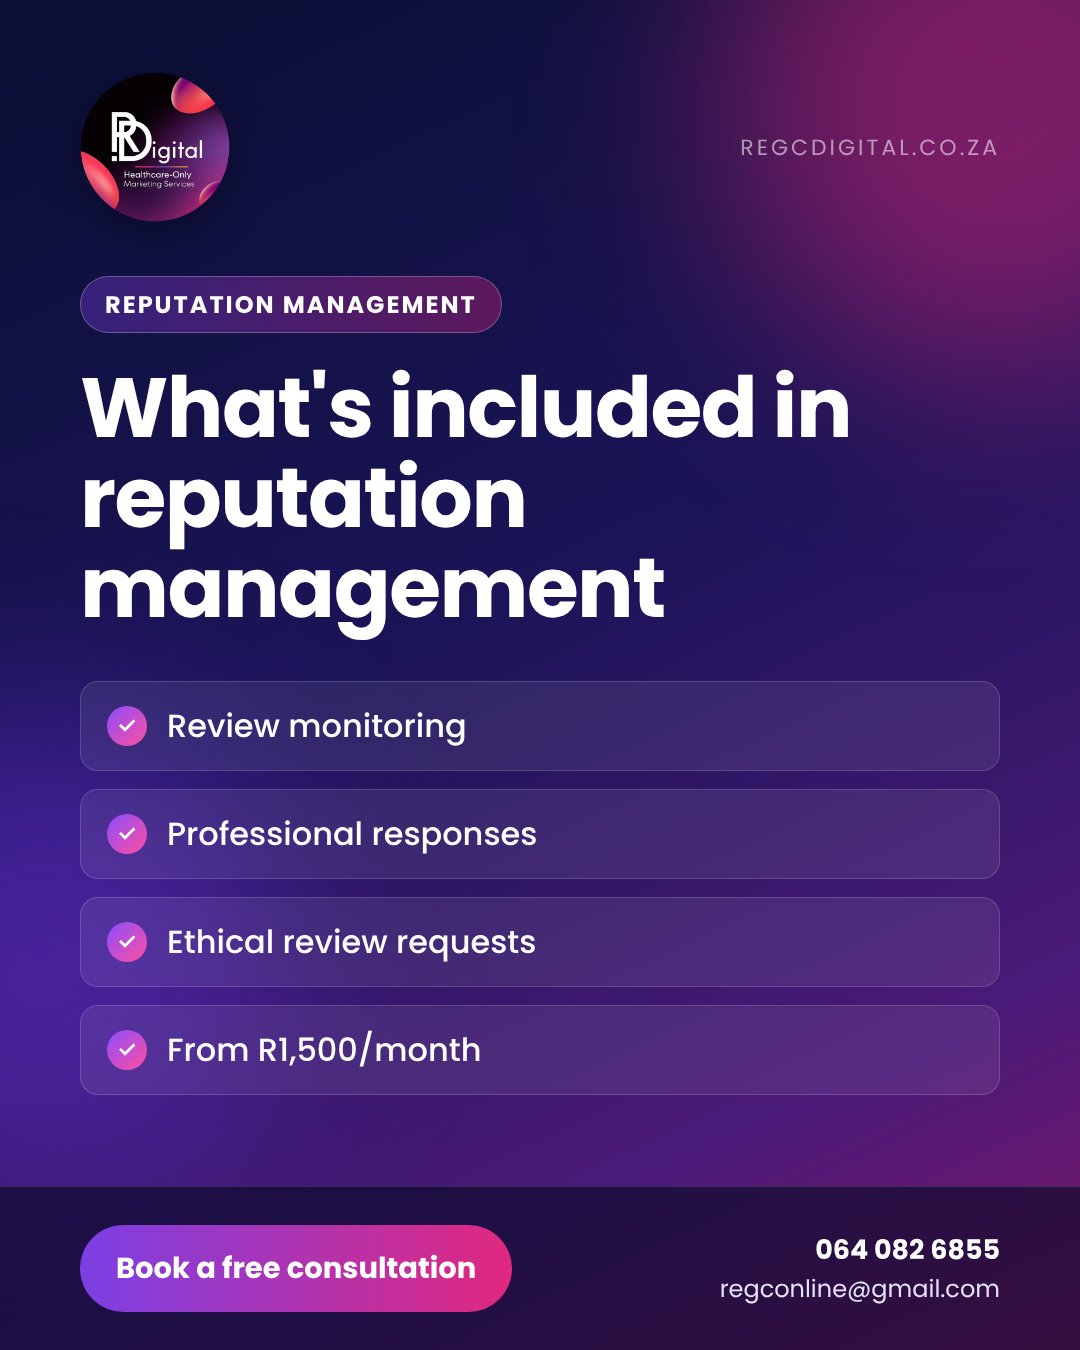 RDigital
Healthcare-Only
Marketing Services
REGCDIGITAL.CO.ZA
REPUTATION MANAGEMENT
What's included in
reputation
management
Review monitoring
Professional responses
Ethical review requests
From R1,500/month
Book a free consultation
064 082 6855
regconline@gmail.com